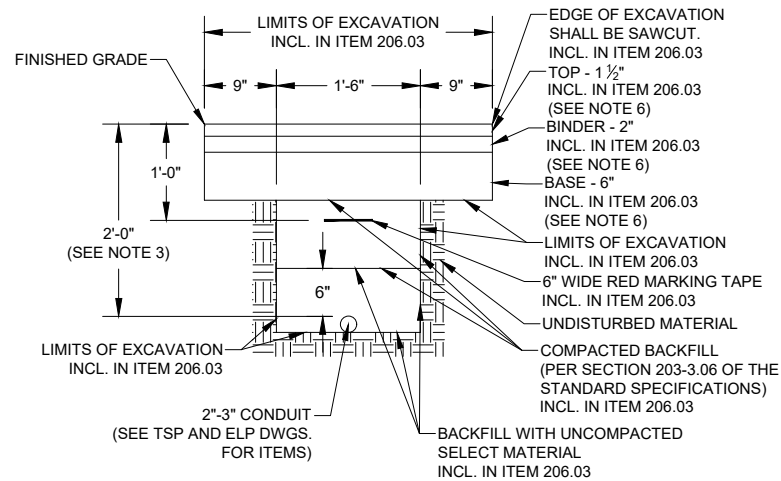 LIMITS OF EXCAVATION
INCL. IN ITEM 206.03
FINISHED GRADE
9"
1'-6"
9"
EDGE OF EXCAVATION
SHALL BE SAWCUT.
INCL. IN ITEM 206.03
TOP - 1 ½"
INCL. IN ITEM 206.03
(SEE NOTE 6)
BINDER - 2"
INCL. IN ITEM 206.03
(SEE NOTE 6)
BASE - 6"
INCL. IN ITEM 206.03
(SEE NOTE 6)
1'-0"
2'-0"
(SEE NOTE 3)
6"
LIMITS OF EXCAVATION
INCL. IN ITEM 206.03
6" WIDE RED MARKING TAPE
INCL. IN ITEM 206.03
UNDISTURBED MATERIAL
COMPACTED BACKFILL
(PER SECTION 203-3.06 OF THE
STANDARD SPECIFICATIONS)
INCL. IN ITEM 206.03
LIMITS OF EXCAVATION
INCL. IN ITEM 206.03
2"-3" CONDUIT
(SEE TSP AND ELP DWGS.
FOR ITEMS)
BACKFILL WITH UNCOMPACTED
SELECT MATERIAL
INCL. IN ITEM 206.03